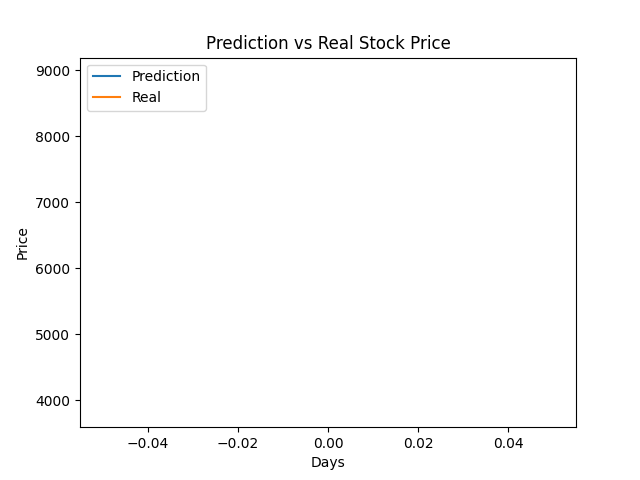 Prediction vs Real Stock Price
Prediction
Real
9000
8000
7000
6000
5000
4000
Price
−0.04 −0.02 0.00 0.02 0.04
Days